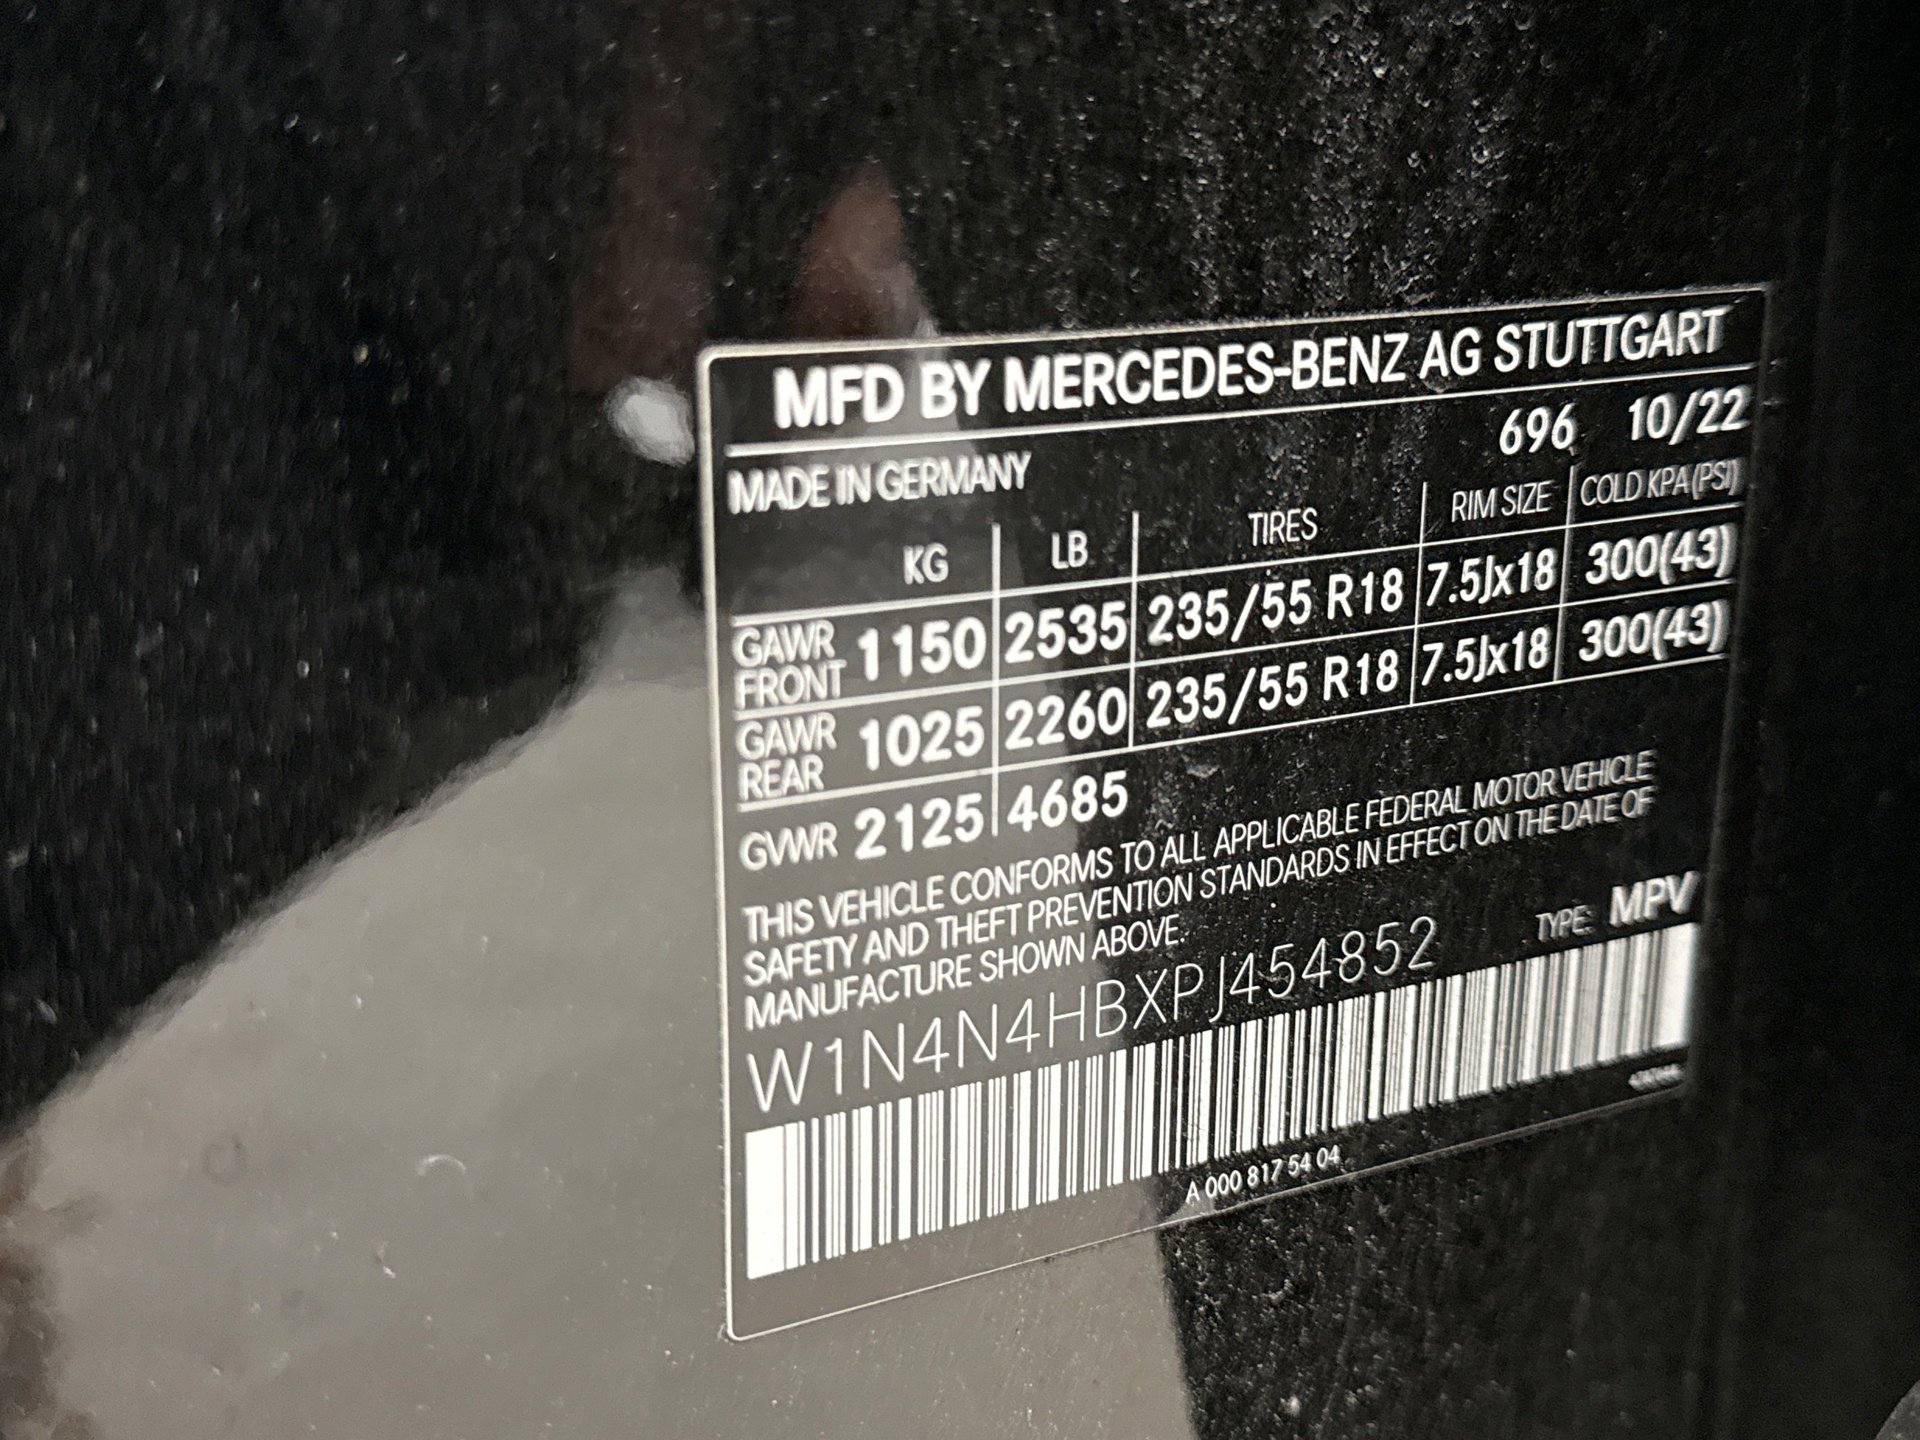 MFD BY MERCEDES-BENZ AG STUTTGART
696 10/22
MADE IN GERMANY
KG LB TIRES RIM SIZE COLD KPA (PSI)
GAWR FRONT 1150 2535 235/55 R18 7.5Jx18 300(43)
GAWR REAR 1025 2260 235/55 R18 7.5Jx18 300(43)
GVWR 2125 4685
THIS VEHICLE CONFORMS TO ALL APPLICABLE FEDERAL MOTOR VEHICLE
SAFETY AND THEFT PREVENTION STANDARDS IN EFFECT ON THE DATE OF
MANUFACTURE SHOWN ABOVE.
TYPE: MPV
W1N4N4HBXPJ454852
A 000 817 54 04